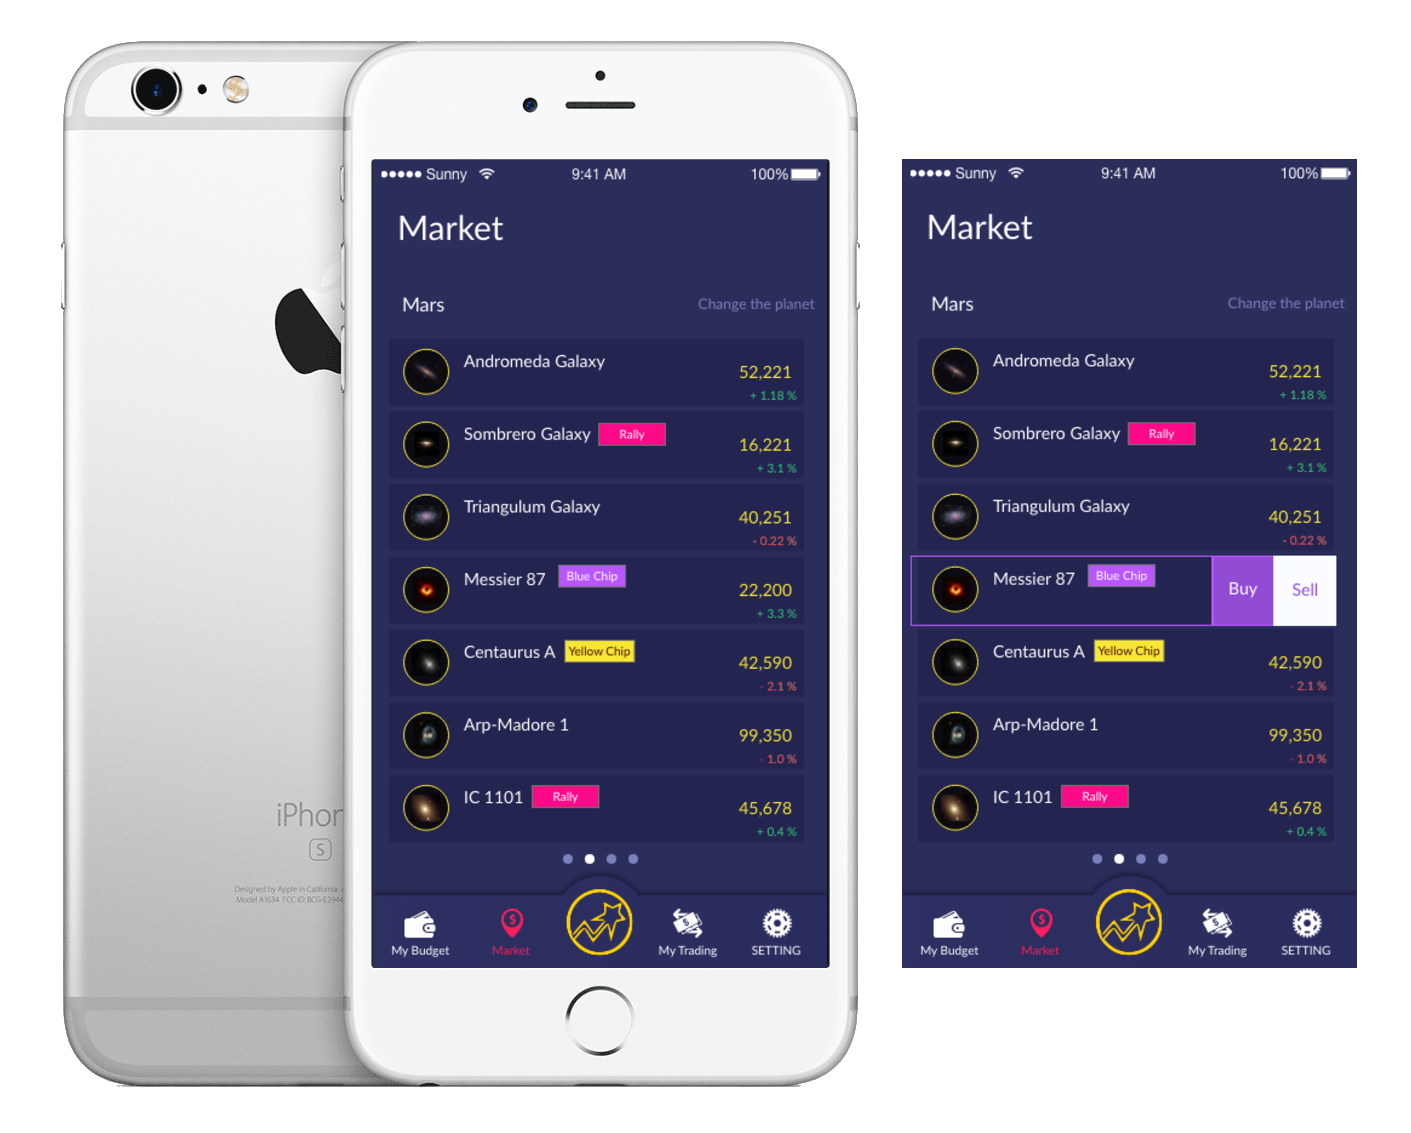 Sunny 9:41 AM 100%
Market
Mars Change the planet
Andromeda Galaxy
52,221
+ 1.18 %
Sombrero Galaxy Rally
16,221
+ 3.1 %
Triangulum Galaxy
40,251
- 0.22 %
Messier 87 Blue Chip
22,200
+ 3.3 %
Centaurus A Yellow Chip
42,590
- 2.1 %
Arp-Madore 1
99,350
- 1.0 %
IC 1101 Rally
45,678
+ 0.4 %
My Budget Market My Trading SETTING
iPhon
S
Designed by Apple in California
Model A1634 FCC ID: BCG-E2944
Sunny 9:41 AM 100%
Market
Mars Change the planet
Andromeda Galaxy
52,221
+ 1.18 %
Sombrero Galaxy Rally
16,221
+ 3.1 %
Triangulum Galaxy
40,251
- 0.22 %
Messier 87 Blue Chip Buy Sell
Centaurus A Yellow Chip
42,590
- 2.1 %
Arp-Madore 1
99,350
- 1.0 %
IC 1101 Rally
45,678
+ 0.4 %
My Budget Market My Trading SETTING